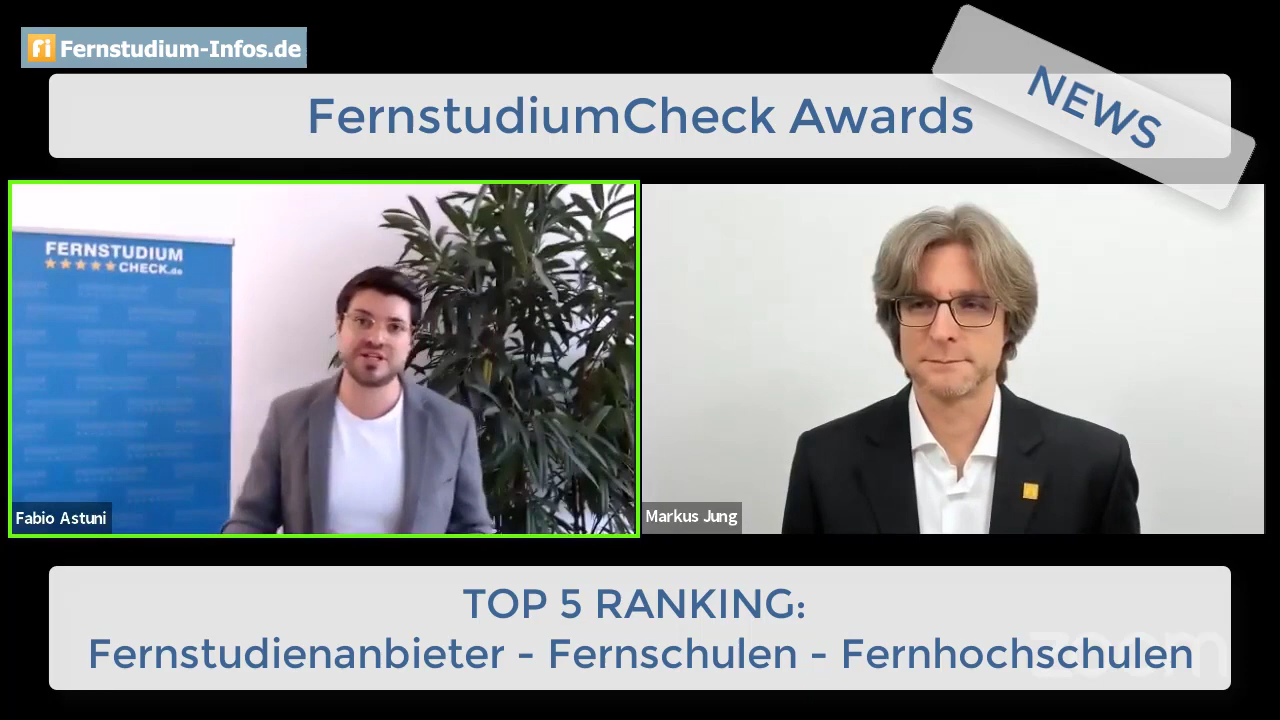 fi Fernstudium-Infos.de
FernstudiumCheck Awards
NEWS
FERNSTUDIUM
CHECK.de
Fabio Astuni
Markus Jung
TOP 5 RANKING:
Fernstudienanbieter - Fernschulen - Fernhochschulen
zoom